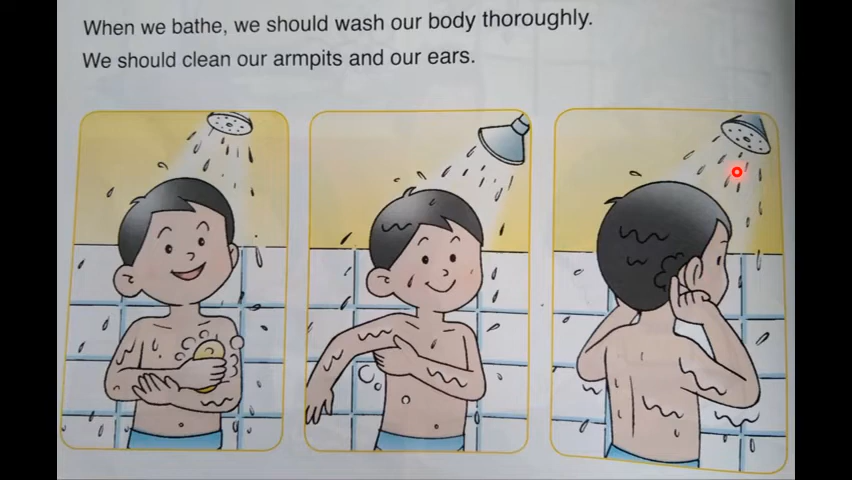 When we bathe, we should wash our body thoroughly.
We should clean our armpits and our ears.